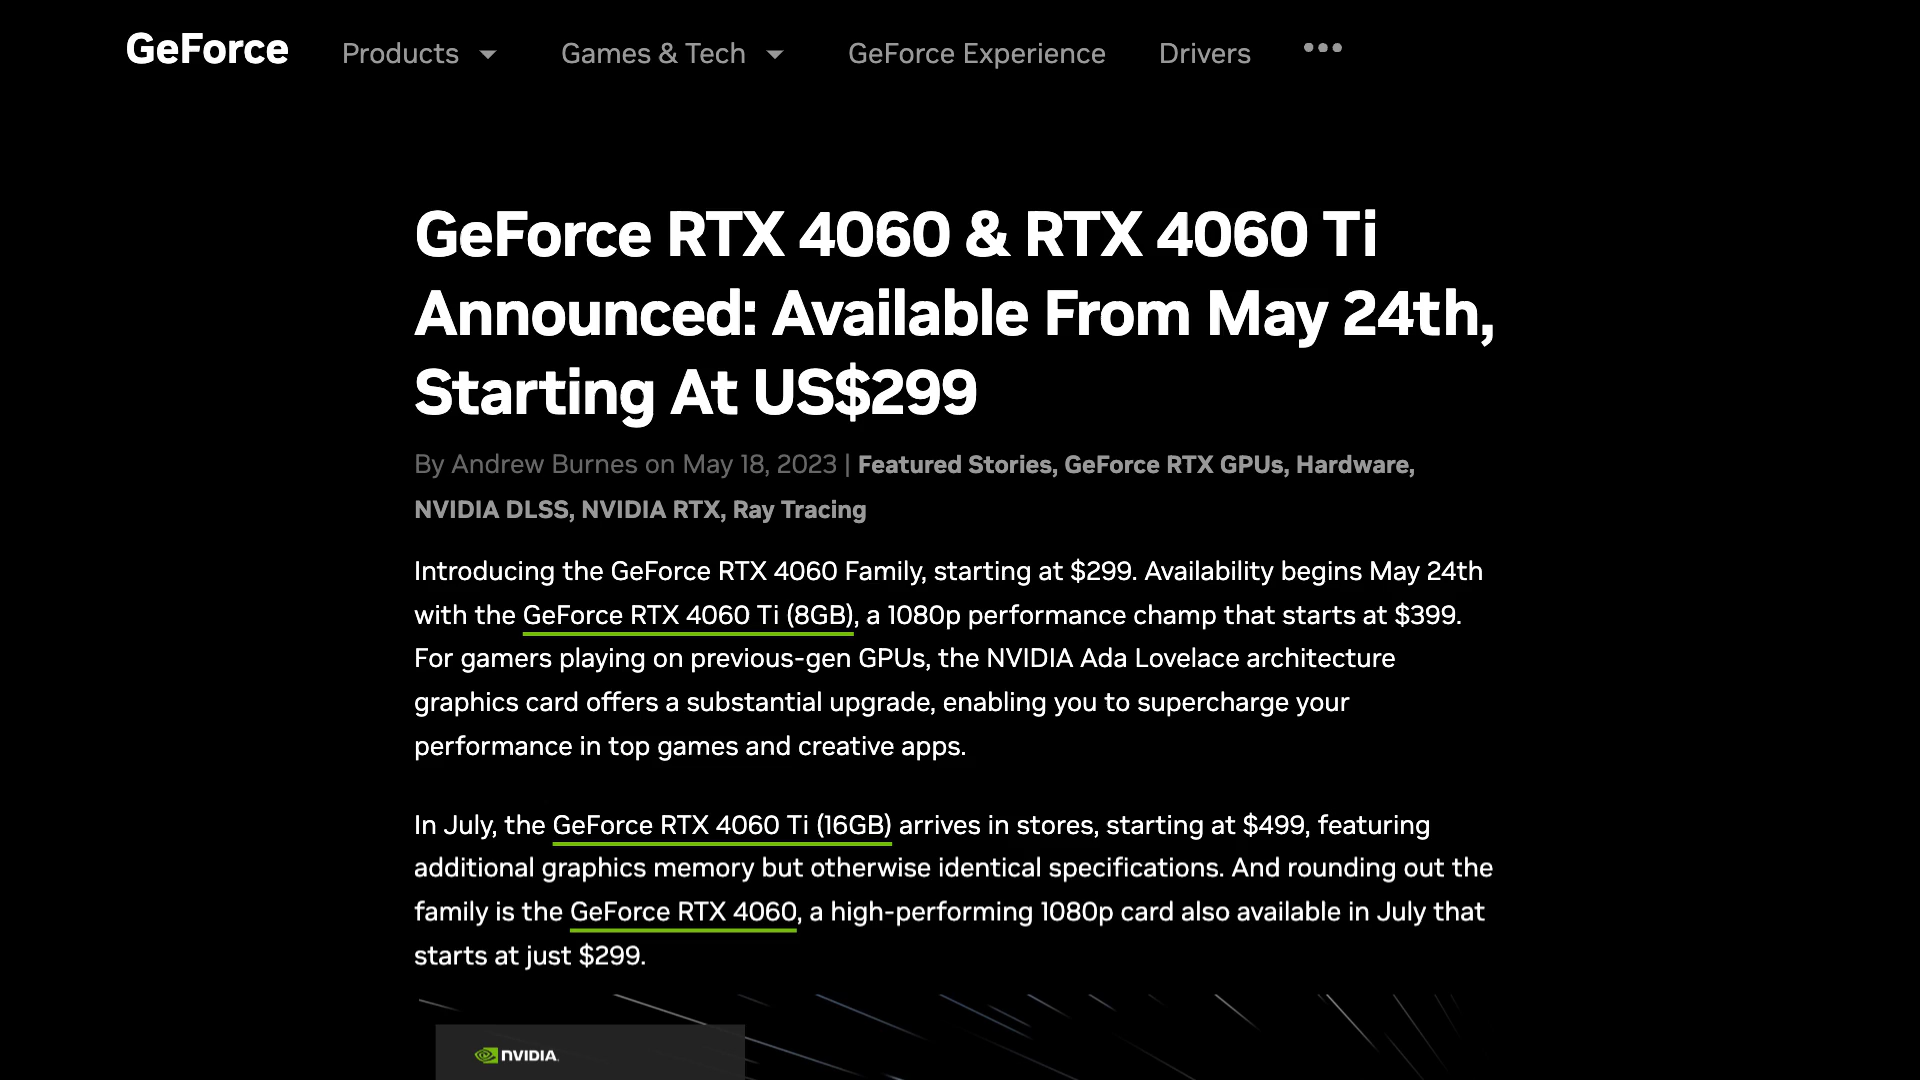 GeForce Products Games & Tech GeForce Experience Drivers •••
GeForce RTX 4060 & RTX 4060 Ti
Announced: Available From May 24th,
Starting At US$299
By Andrew Burnes on May 18, 2023 | Featured Stories, GeForce RTX GPUs, Hardware,
NVIDIA DLSS, NVIDIA RTX, Ray Tracing
Introducing the GeForce RTX 4060 Family, starting at $299. Availability begins May 24th
with the GeForce RTX 4060 Ti (8GB), a 1080p performance champ that starts at $399.
For gamers playing on previous-gen GPUs, the NVIDIA Ada Lovelace architecture
graphics card offers a substantial upgrade, enabling you to supercharge your
performance in top games and creative apps.
In July, the GeForce RTX 4060 Ti (16GB) arrives in stores, starting at $499, featuring
additional graphics memory but otherwise identical specifications. And rounding out the
family is the GeForce RTX 4060, a high-performing 1080p card also available in July that
starts at just $299.
NVIDIA.